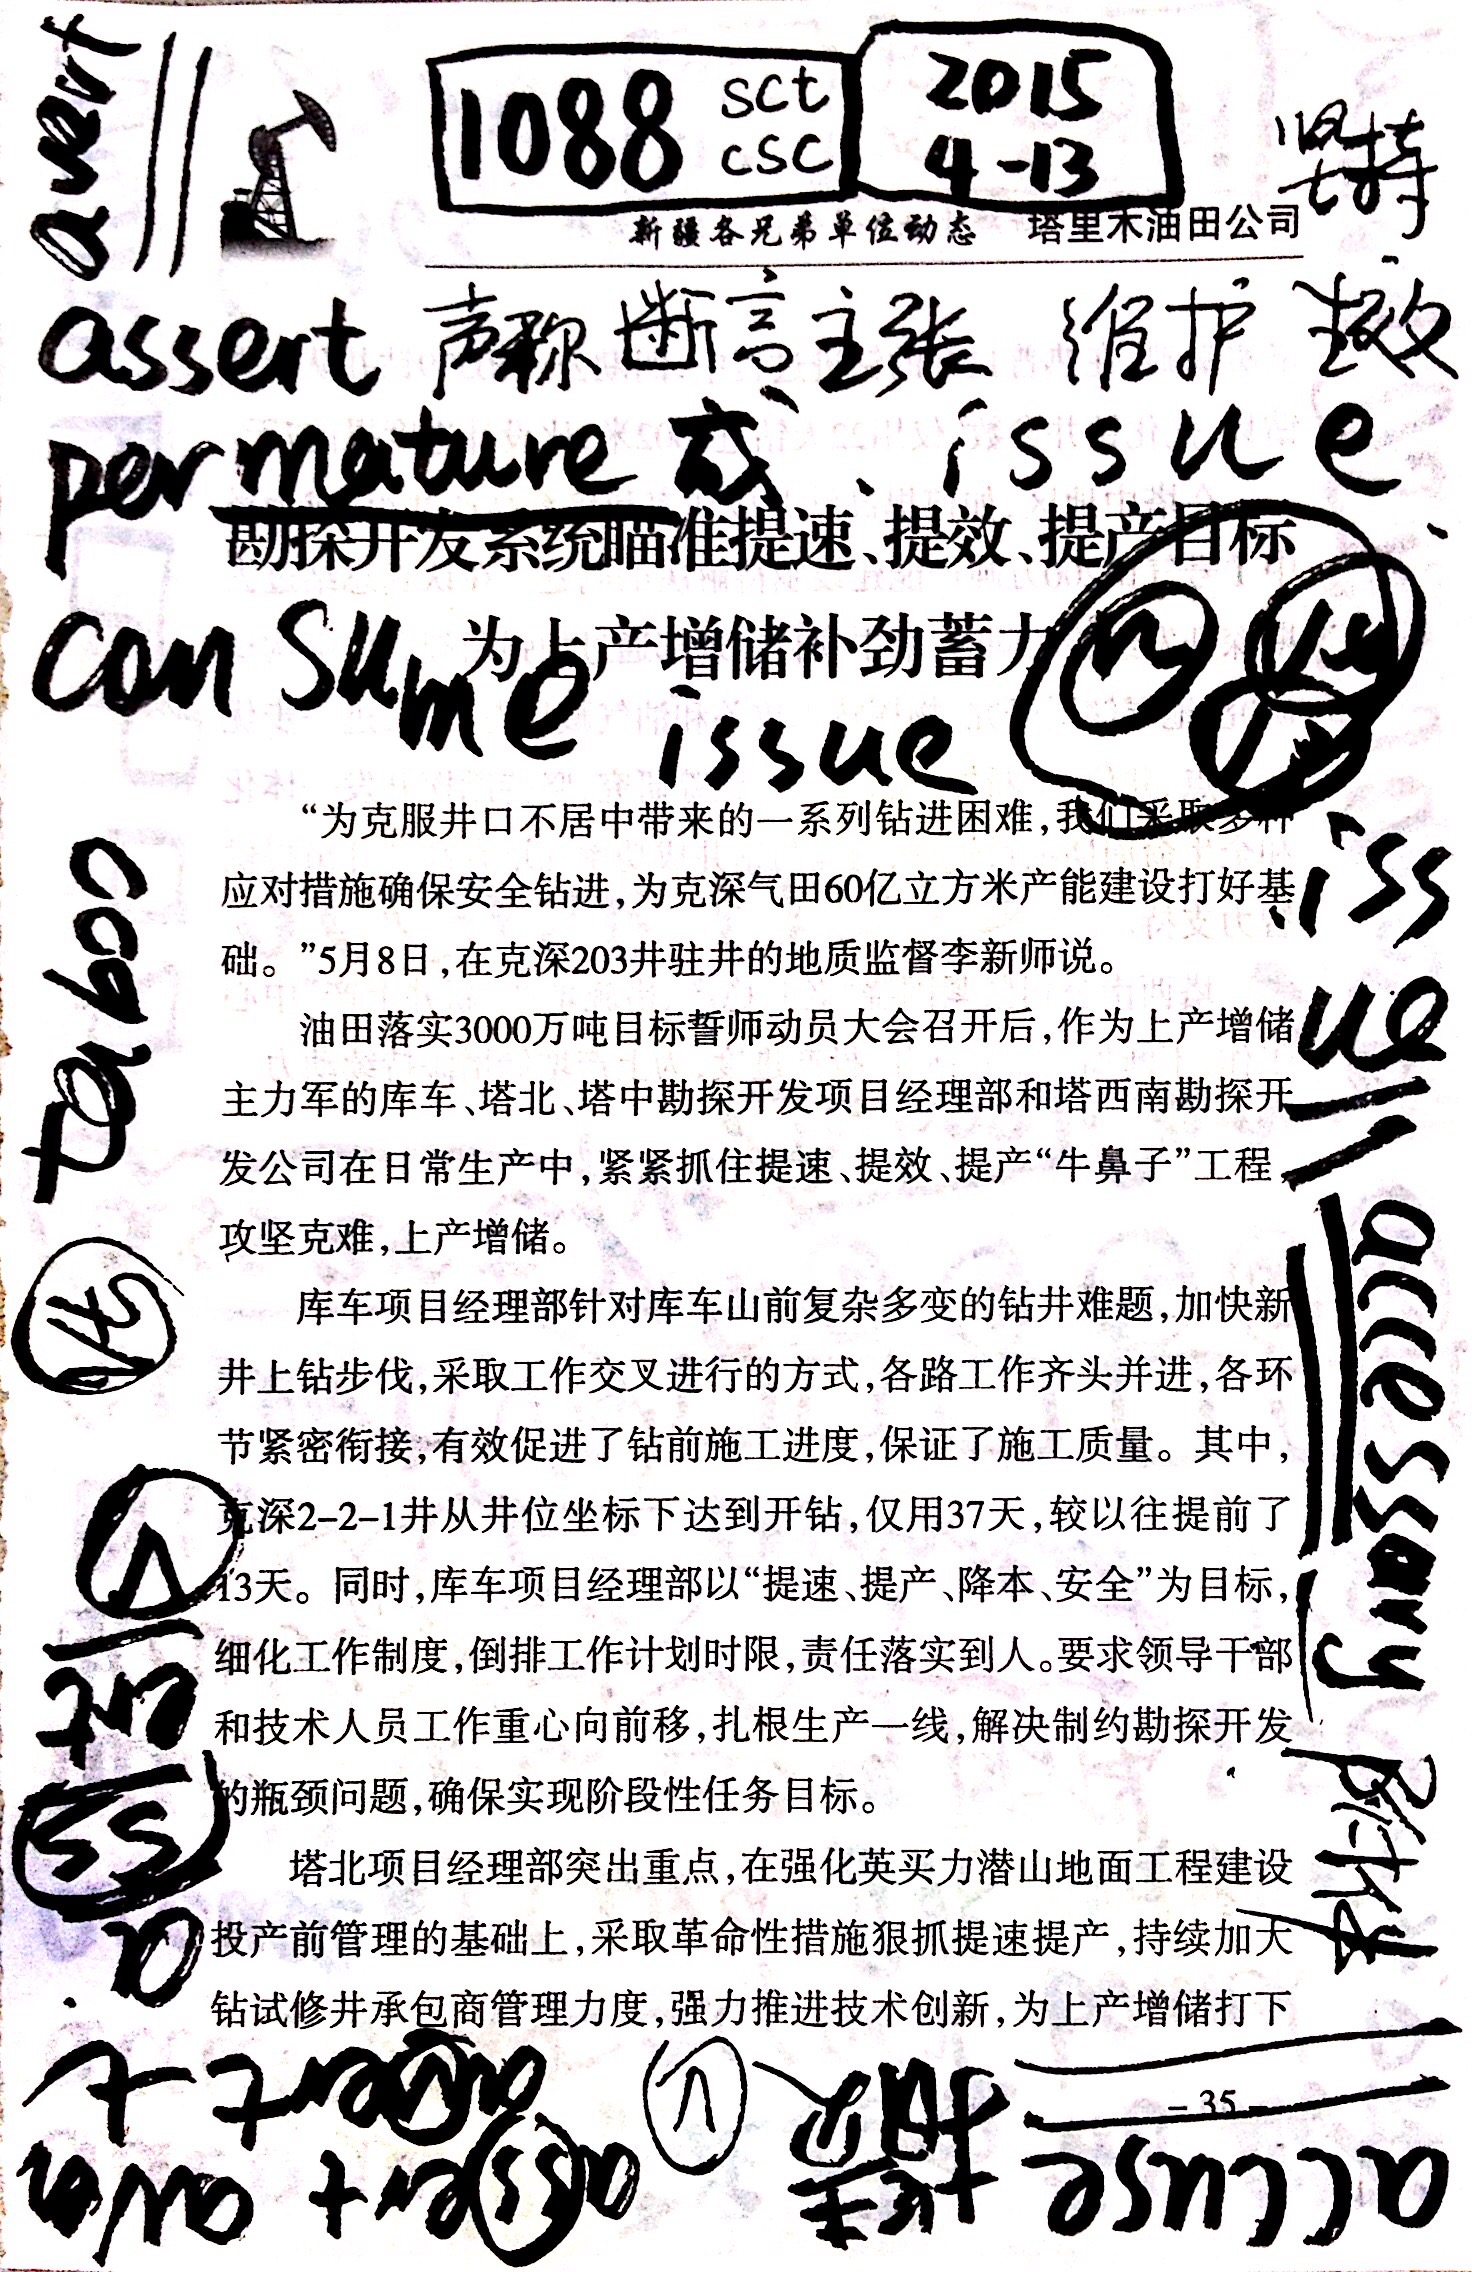 1088 sct csc
2015 4-13
avert
坚持
新疆各兄弟单位动态 塔里木油田公司
assert 声称 断言 主张 维护 生效
permature 成 issue
勘探开发系统瞄准提速、提效、提产目标
为上产增储补劲蓄力
consume issue
“为克服井口不居中带来的一系列钻进困难,我们采取多种
应对措施确保安全钻进,为克深气田60亿立方米产能建设打好基
础。”5月8日,在克深203井驻井的地质监督李新师说。
油田落实3000万吨目标誓师动员大会召开后,作为上产增储
主力军的库车、塔北、塔中勘探开发项目经理部和塔西南勘探开
发公司在日常生产中,紧紧抓住提速、提效、提产“牛鼻子”工程,
攻坚克难,上产增储。
库车项目经理部针对库车山前复杂多变的钻井难题,加快新
井上钻步伐,采取工作交叉进行的方式,各路工作齐头并进,各环
节紧密衔接,有效促进了钻前施工进度,保证了施工质量。其中,
克深2-2-1井从井位坐标下达到开钻,仅用37天,较以往提前了
13天。同时,库车项目经理部以“提速、提产、降本、安全”为目标,
细化工作制度,倒排工作计划时限,责任落实到人。要求领导干部
和技术人员工作重心向前移,扎根生产一线,解决制约勘探开发
的瓶颈问题,确保实现阶段性任务目标。
塔北项目经理部突出重点,在强化英买力潜山地面工程建设
投产前管理的基础上,采取革命性措施狠抓提速提产,持续加大
钻试修井承包商管理力度,强力推进技术创新,为上产增储打下
- 35 -
issue
accessary 附件
assert
avert
assert
accuse